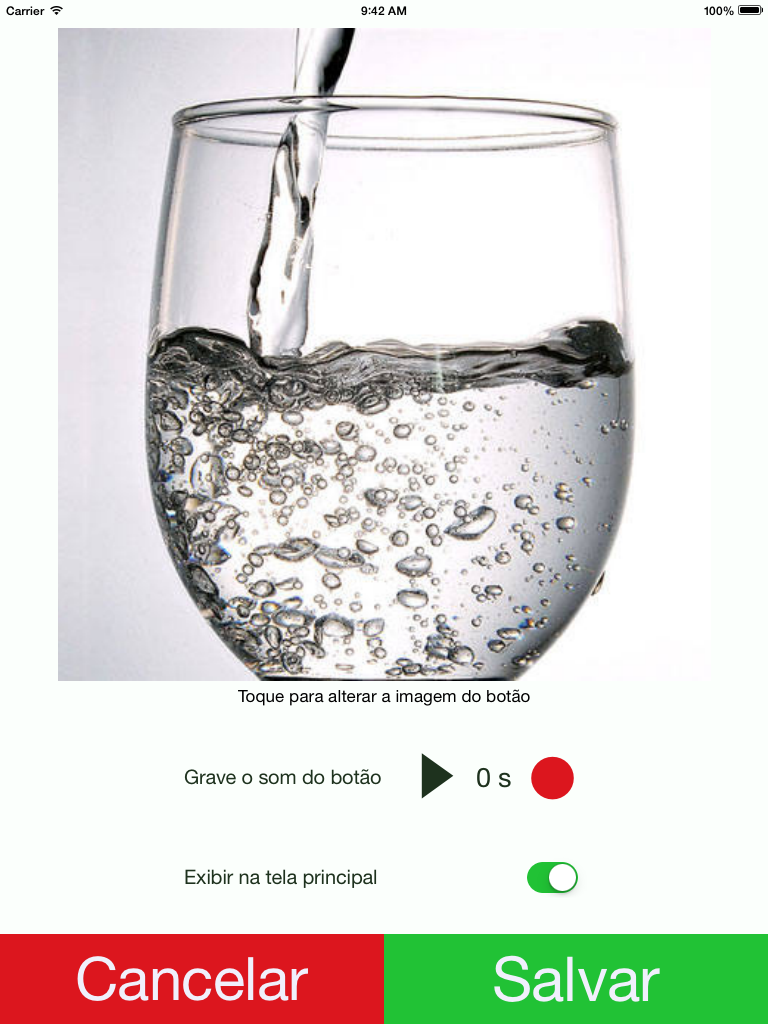 Carrier 9:42 AM 100%
Toque para alterar a imagem do botão
Grave o som do botão 0 s
Exibir na tela principal
Cancelar Salvar